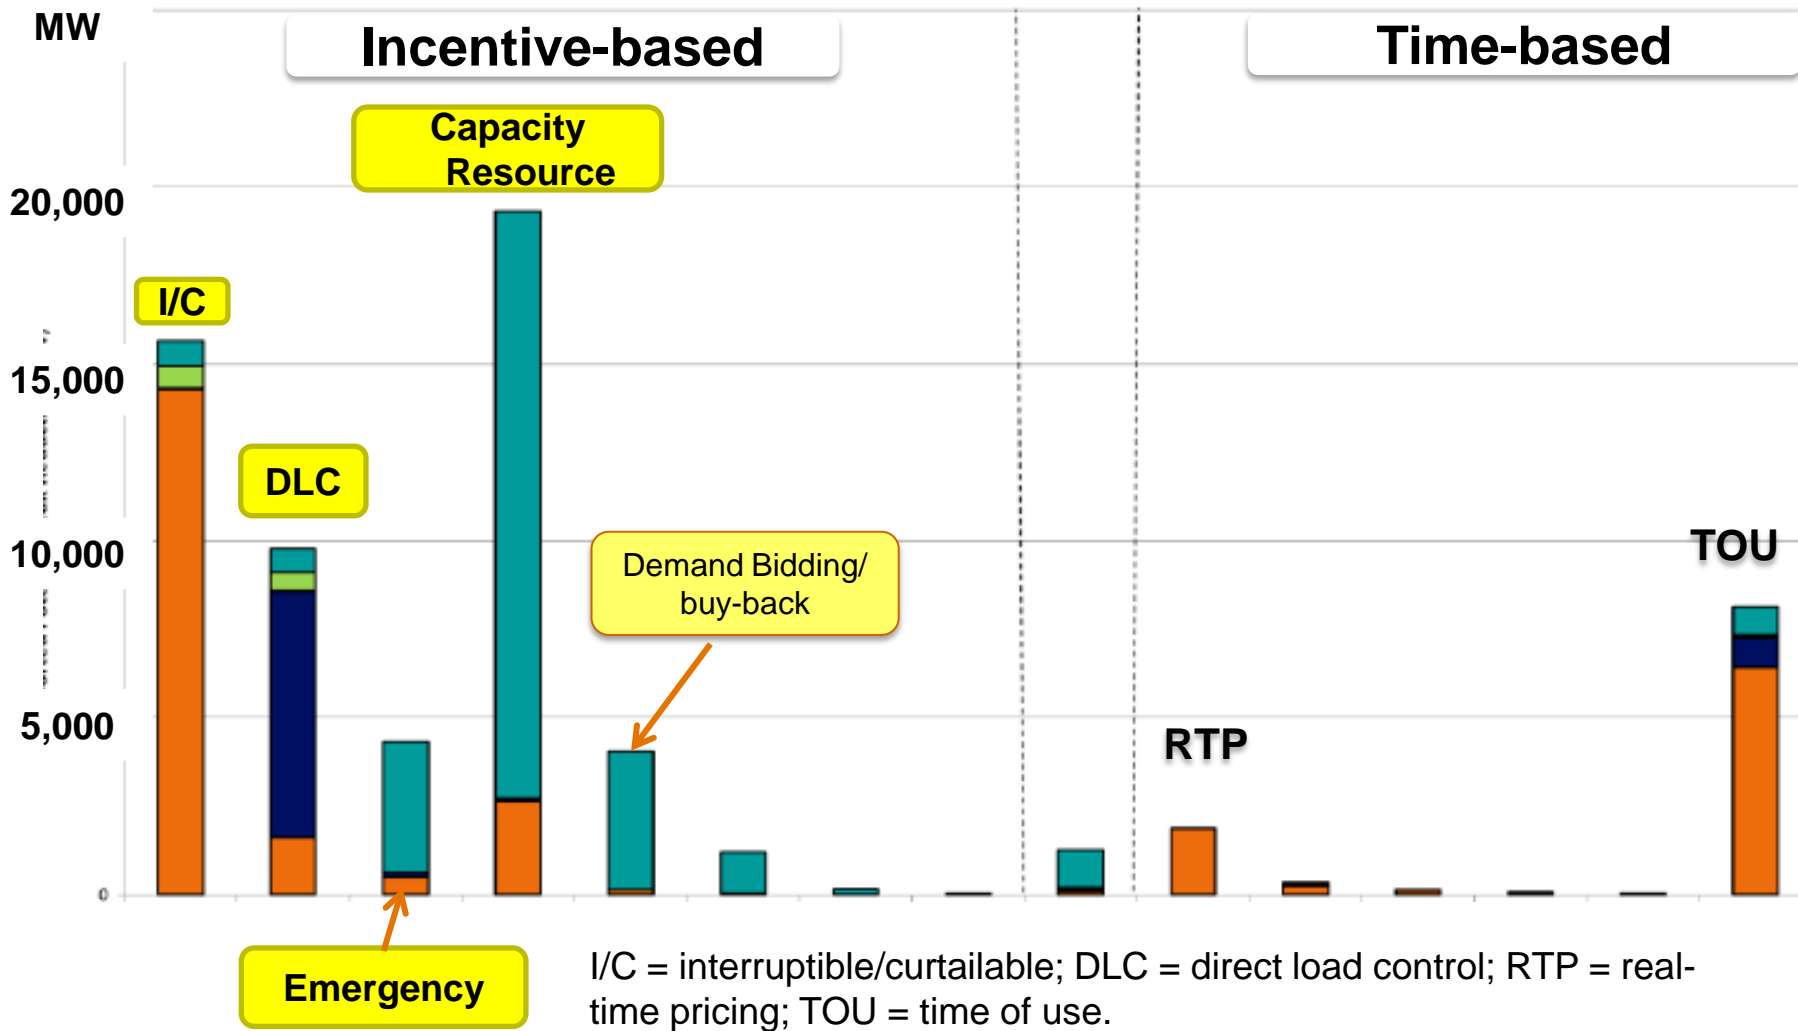 MW
Incentive-based
Time-based
Capacity
Resource
20,000
I/C
15,000
DLC
10,000
Demand Bidding/
buy-back
TOU
5,000
RTP
0
Emergency
I/C = interruptible/curtailable; DLC = direct load control; RTP = real-
time pricing; TOU = time of use.